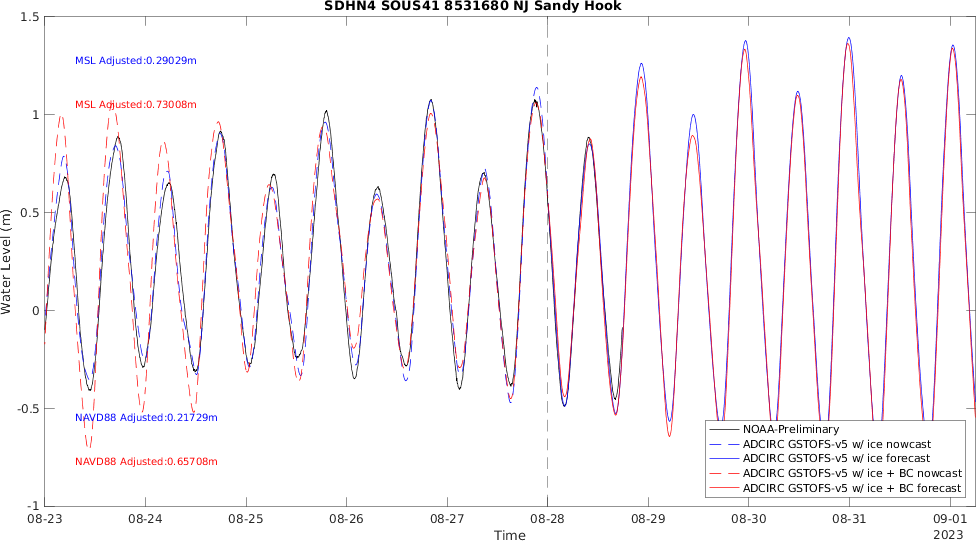 SDHN4 SOUS41 8531680 NJ Sandy Hook
1.5
MSL Adjusted:0.29029m
MSL Adjusted:0.73008m
1
0.5
Water Level (m)
0
-0.5
NAVD88 Adjusted:0.21729m
NAVD88 Adjusted:0.65708m
-1
NOAA-Preliminary
ADCIRC GSTOFS-v5 w/ ice nowcast
ADCIRC GSTOFS-v5 w/ ice forecast
ADCIRC GSTOFS-v5 w/ ice + BC nowcast
ADCIRC GSTOFS-v5 w/ ice + BC forecast
08-23 08-24 08-25 08-26 08-27 08-28 08-29 08-30 08-31 09-01
Time 2023